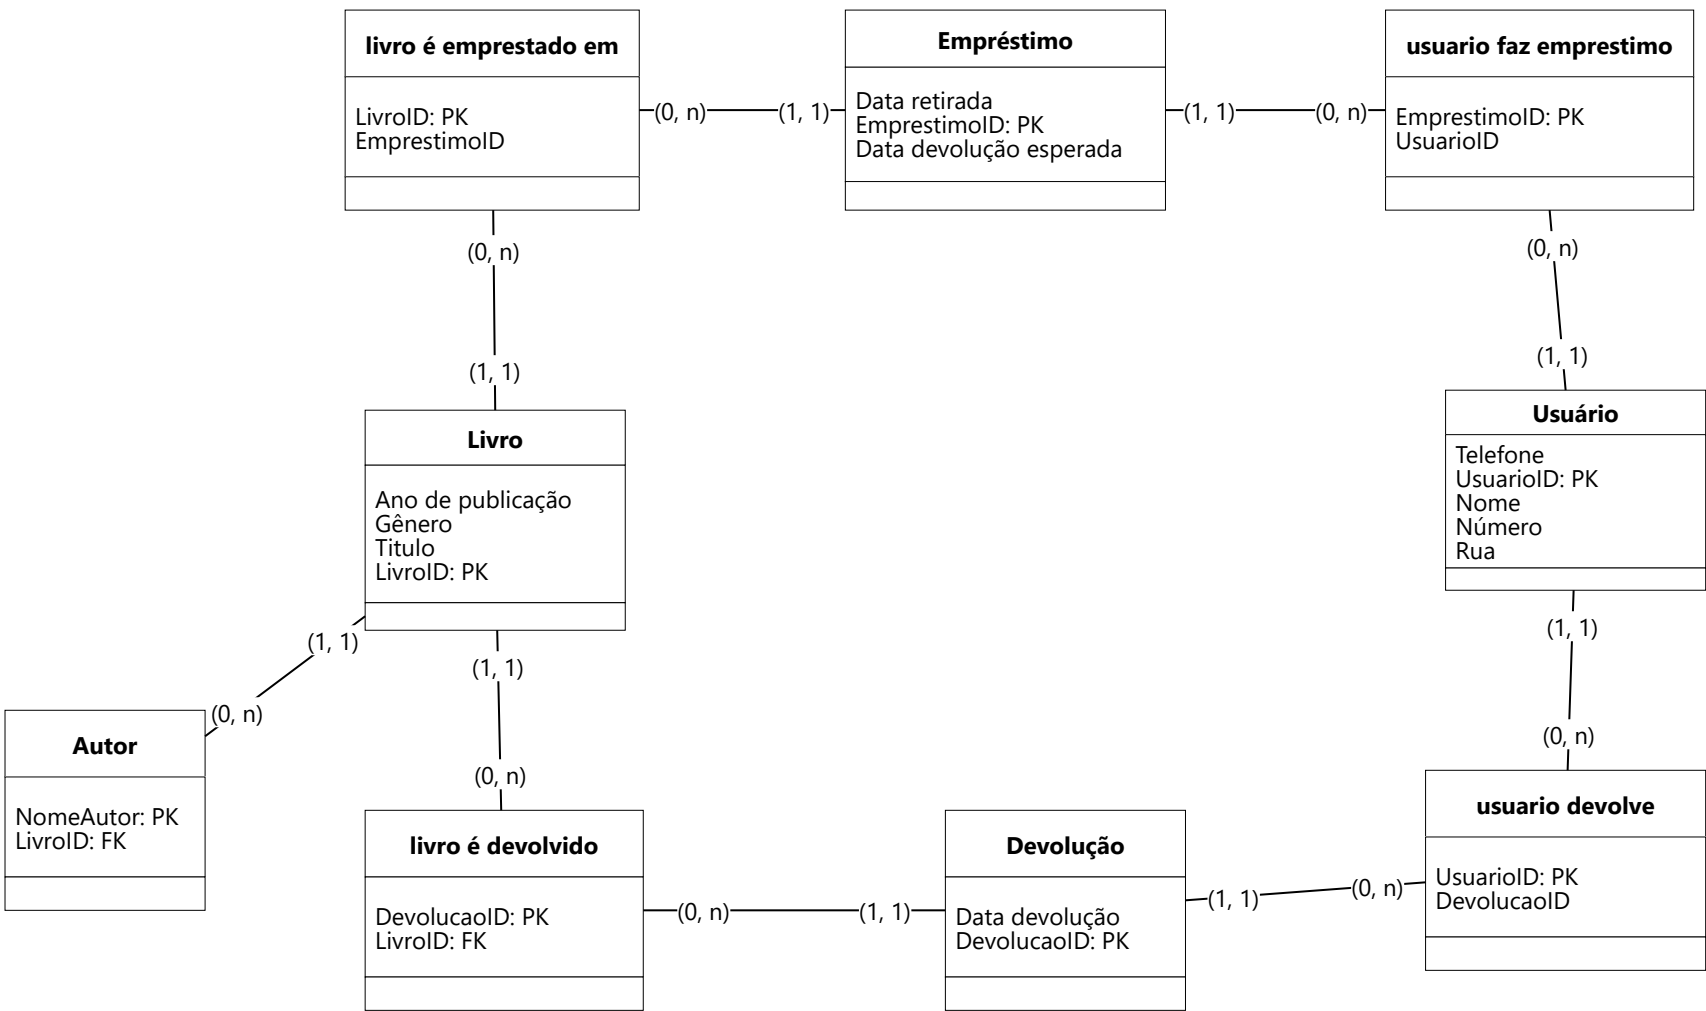 livro é emprestado em
LivroID: PK
EmprestimoID
(0, n)
(1, 1)
Empréstimo
Data retirada
EmprestimoID: PK
Data devolução esperada
(1, 1)
(0, n)
usuario faz emprestimo
EmprestimoID: PK
UsuarioID
(0, n)
(1, 1)
(0, n)
(1, 1)
Livro
Ano de publicação
Gênero
Titulo
LivroID: PK
Usuário
Telefone
UsuarioID: PK
Nome
Número
Rua
(1, 1)
(0, n)
(1, 1)
(0, n)
(1, 1)
(0, n)
Autor
NomeAutor: PK
LivroID: FK
livro é devolvido
DevolucaoID: PK
LivroID: FK
(0, n)
(1, 1)
Devolução
Data devolução
DevolucaoID: PK
(1, 1)
(0, n)
usuario devolve
UsuarioID: PK
DevolucaoID